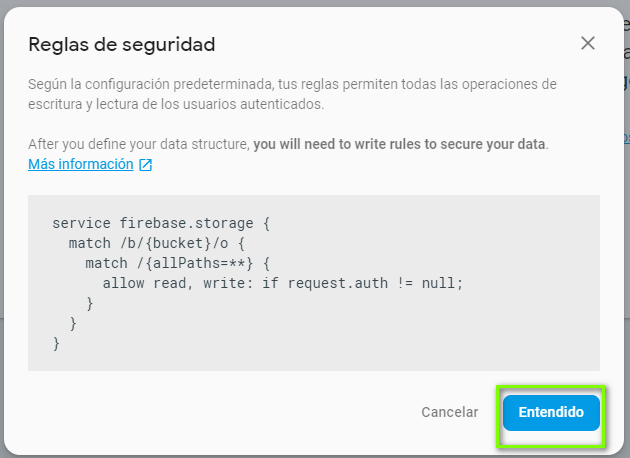 Reglas de seguridad
Según la configuración predeterminada, tus reglas permiten todas las operaciones de
escritura y lectura de los usuarios autenticados.
After you define your data structure, you will need to write rules to secure your data.
Más información
service firebase.storage {
  match /b/{bucket}/o {
    match /{allPaths=**} {
      allow read, write: if request.auth != null;
    }
  }
}
Cancelar
Entendido